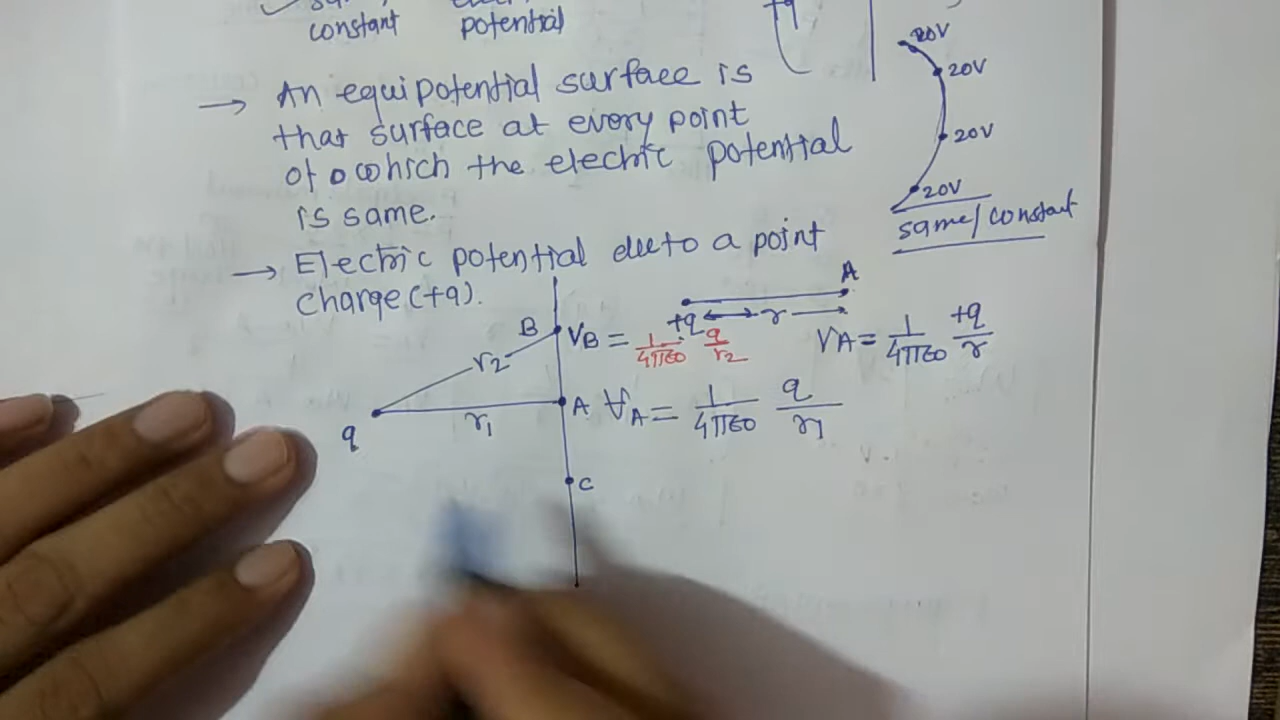 constant potential
→ An equipotential surface is
that surface at every point
of which the electric potential
is same.
20V
20V
20V
20V
same/constant
→ Electric potential due to a point
charge (+q).
A
+q r
VA = 1/4πε0 +q/r
B VB = 1/4πε0 q/r2
r2
A VA = 1/4πε0 q/r1
r1
q
C